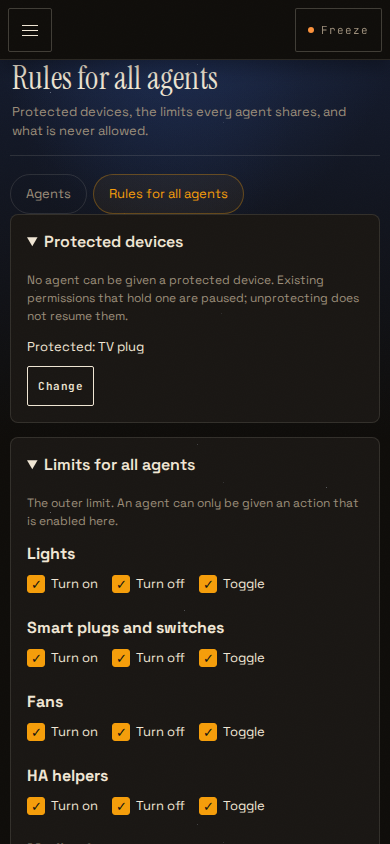 Freeze
Rules for all agents
Protected devices, the limits every agent shares, and
what is never allowed.
Agents
Rules for all agents
Protected devices
No agent can be given a protected device. Existing
permissions that hold one are paused; unprotecting does
not resume them.
Protected: TV plug
Change
Limits for all agents
The outer limit. An agent can only be given an action that
is enabled here.
Lights
Turn on Turn off Toggle
Smart plugs and switches
Turn on Turn off Toggle
Fans
Turn on Turn off Toggle
HA helpers
Turn on Turn off Toggle